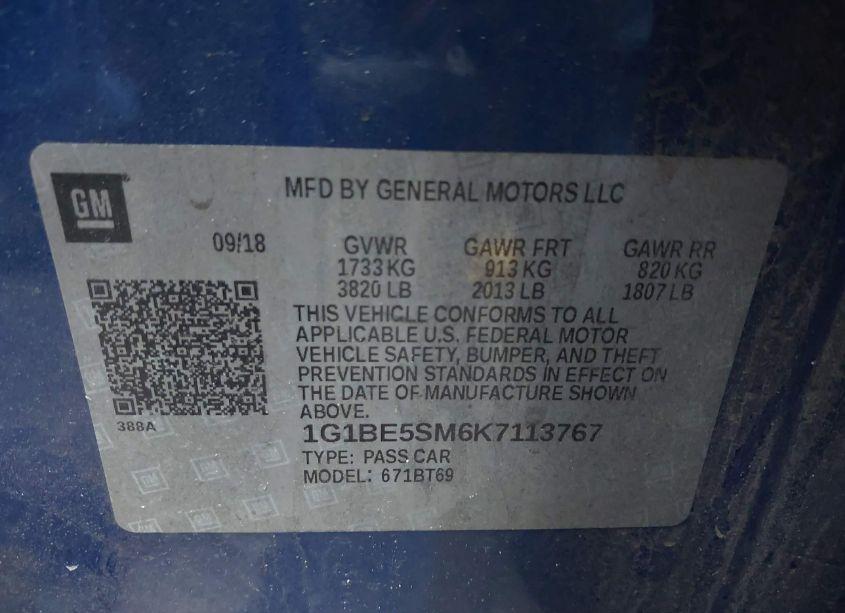 GM
MFD BY GENERAL MOTORS LLC
09/18 GVWR GAWR FRT GAWR RR
1733 KG 913 KG 820 KG
3820 LB 2013 LB 1807 LB
THIS VEHICLE CONFORMS TO ALL
APPLICABLE U.S. FEDERAL MOTOR
VEHICLE SAFETY, BUMPER, AND THEFT
PREVENTION STANDARDS IN EFFECT ON
THE DATE OF MANUFACTURE SHOWN
ABOVE.
388A
1G1BE5SM6K7113767
TYPE: PASS CAR
MODEL: 671BT69